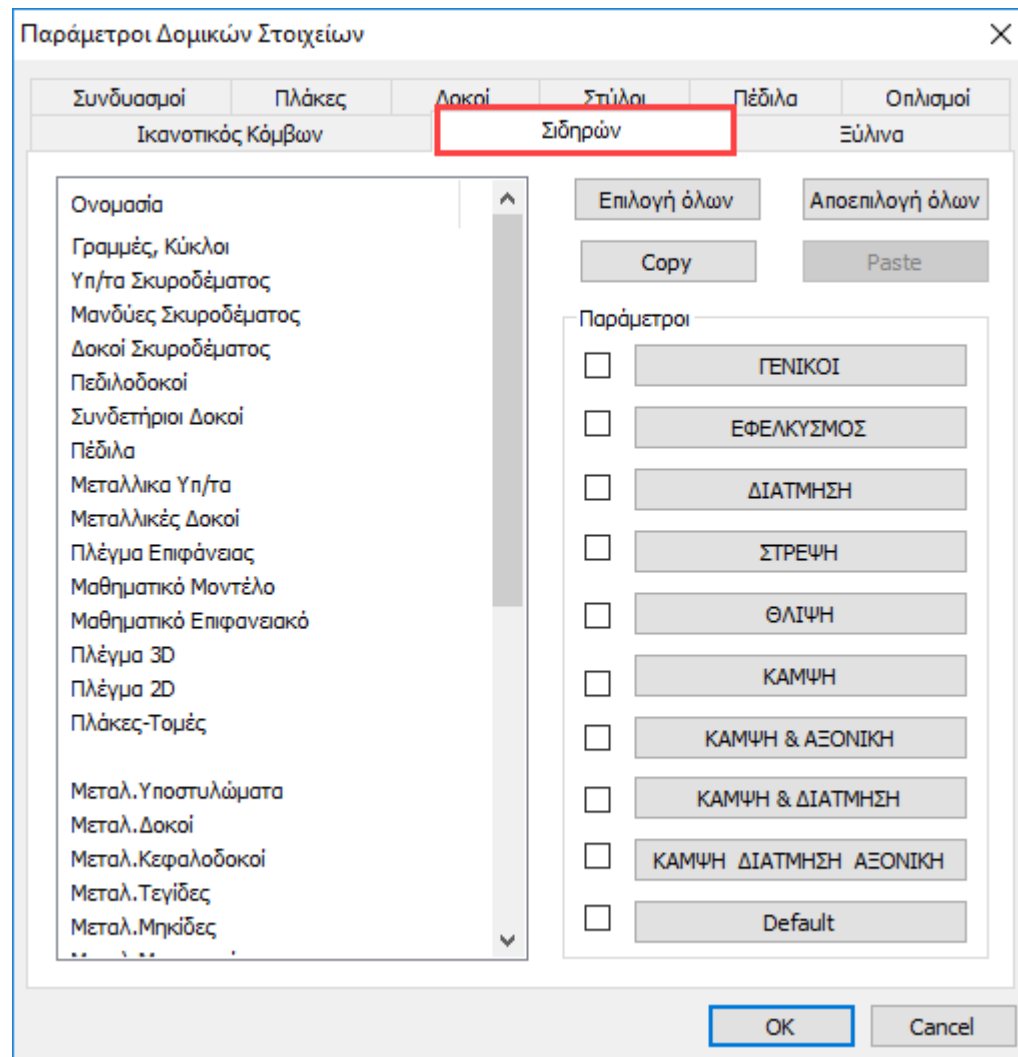 Παράμετροι Δομικών Στοιχείων
Συνδυασμοί Πλάκες Δοκοί Στύλοι Πέδιλα Οπλισμοί
Ικανοτικός Κόμβων Σιδηρών Ξύλινα
Ονομασία
Γραμμές, Κύκλοι
Υπ/τα Σκυροδέματος
Μανδύες Σκυροδέματος
Δοκοί Σκυροδέματος
Πεδιλοδοκοί
Συνδετήριοι Δοκοί
Πέδιλα
Μεταλλικα Υπ/τα
Μεταλλικές Δοκοί
Πλέγμα Επιφάνειας
Μαθηματικό Μοντέλο
Μαθηματικό Επιφανειακό
Πλέγμα 3D
Πλέγμα 2D
Πλάκες-Τομές
Μεταλ.Υποστυλώματα
Μεταλ.Δοκοί
Μεταλ.Κεφαλοδοκοί
Μεταλ.Τεγίδες
Μεταλ.Μηκίδες
Επιλογή όλων Αποεπιλογή όλων
Copy Paste
Παράμετροι
ΓΕΝΙΚΟΙ
ΕΦΕΛΚΥΣΜΟΣ
ΔΙΑΤΜΗΣΗ
ΣΤΡΕΨΗ
ΘΛΙΨΗ
ΚΑΜΨΗ
ΚΑΜΨΗ & ΑΞΟΝΙΚΗ
ΚΑΜΨΗ & ΔΙΑΤΜΗΣΗ
ΚΑΜΨΗ ΔΙΑΤΜΗΣΗ ΑΞΟΝΙΚΗ
Default
OK Cancel